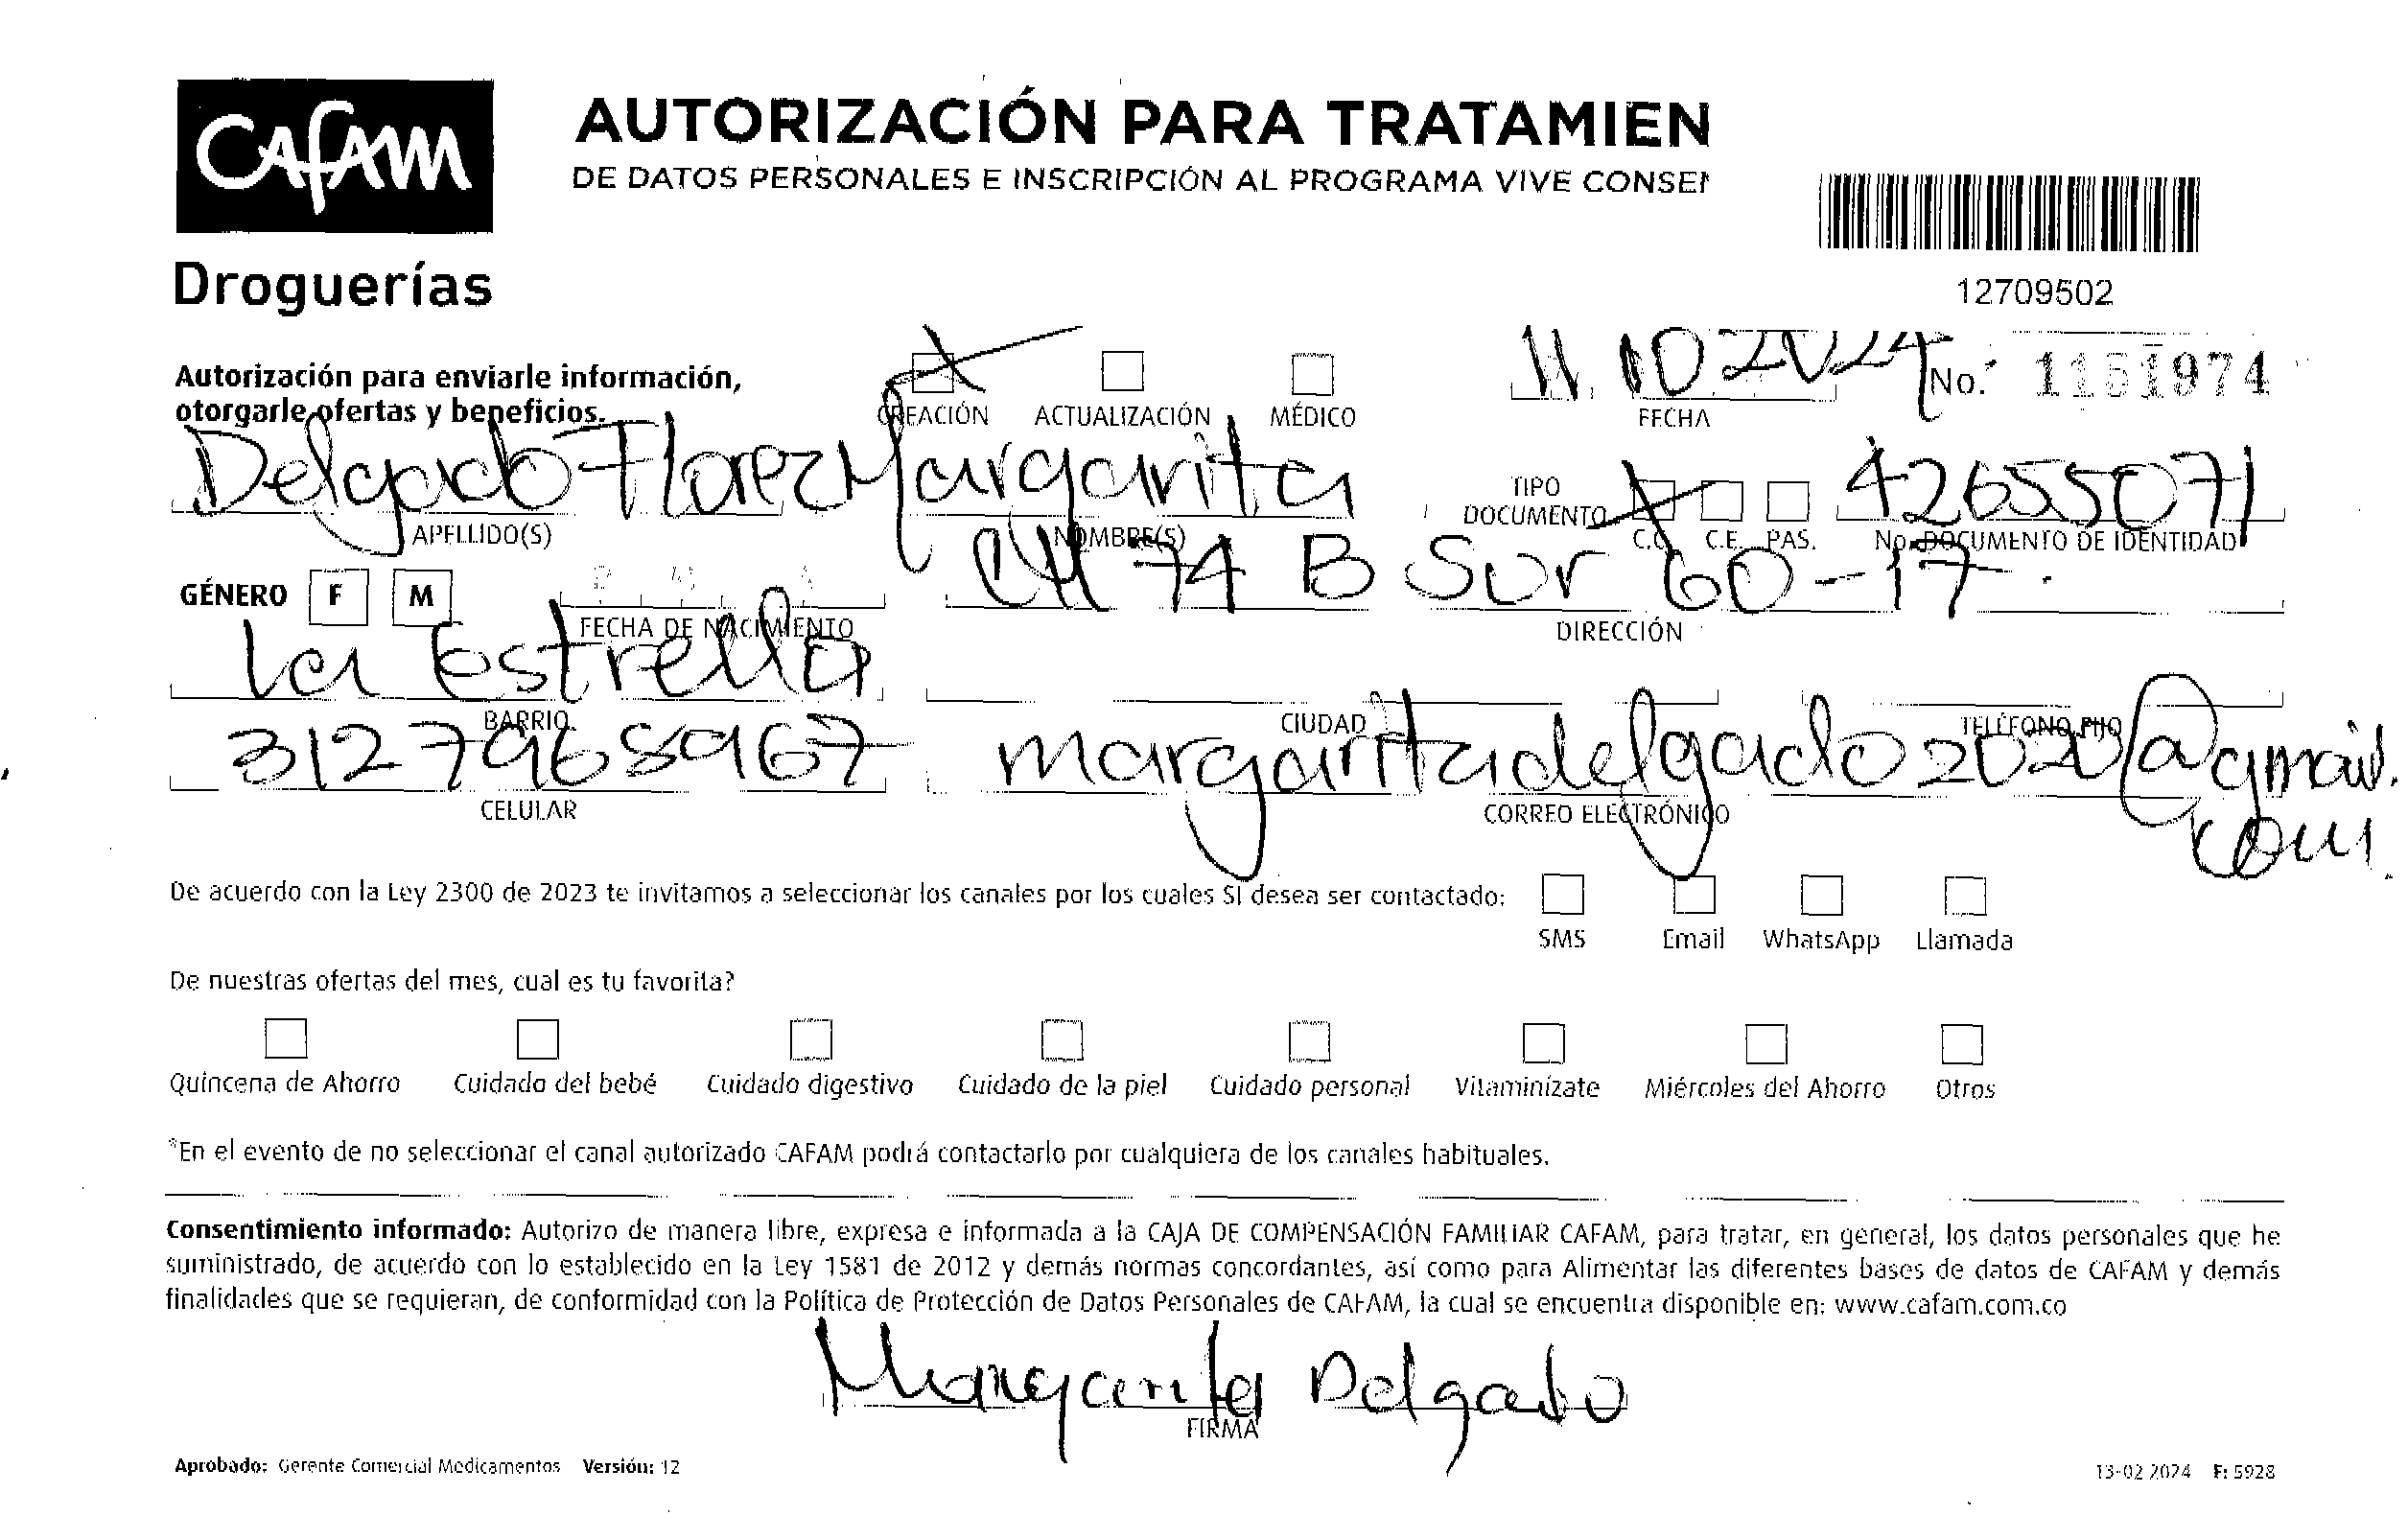 CAFAM
Droguerías
AUTORIZACIÓN PARA TRATAMIEN
DE DATOS PERSONALES E INSCRIPCIÓN AL PROGRAMA VIVE CONSE
12709502
Autorización para enviarle información,
otorgarle ofertas y beneficios.
CREACIÓN ACTUALIZACIÓN MÉDICO
11 10 2024 No. 1151974
FECHA
Delgado Florez Margarita
APELLIDO(S) NOMBRE(S)
TIPO
DOCUMENTO
C.C. C.E. PAS.
42655071
No. DOCUMENTO DE IDENTIDAD
GÉNERO F M
D M A
FECHA DE NACIMIENTO
Cll 74 B Sur 60-17
DIRECCIÓN
La Estrella
BARRIO CIUDAD TELÉFONO FIJO
3127968967 margaritadelgado2020@gmail.
com
CELULAR CORREO ELECTRÓNICO
De acuerdo con la Ley 2300 de 2023 te invitamos a seleccionar los canales por los cuales SI desea ser contactado:
SMS Email WhatsApp Llamada
De nuestras ofertas del mes, cual es tu favorita?
Quincena de Ahorro Cuidado del bebé Cuidado digestivo Cuidado de la piel Cuidado personal Vitaminízate Miércoles del Ahorro Otros
*En el evento de no seleccionar el canal autorizado CAFAM podrá contactarlo por cualquiera de los canales habituales.
Consentimiento informado: Autorizo de manera libre, expresa e informada a la CAJA DE COMPENSACIÓN FAMILIAR CAFAM, para tratar, en general, los datos personales que he
suministrado, de acuerdo con lo establecido en la Ley 1581 de 2012 y demás normas concordantes, así como para Alimentar las diferentes bases de datos de CAFAM y demás
finalidades que se requieran, de conformidad con la Política de Protección de Datos Personales de CAFAM, la cual se encuentra disponible en: www.cafam.com.co
Margarita Delgado
FIRMA
Aprobado: Gerente Comercial Medicamentos Versión: 12
13-02 2024 F: 5928